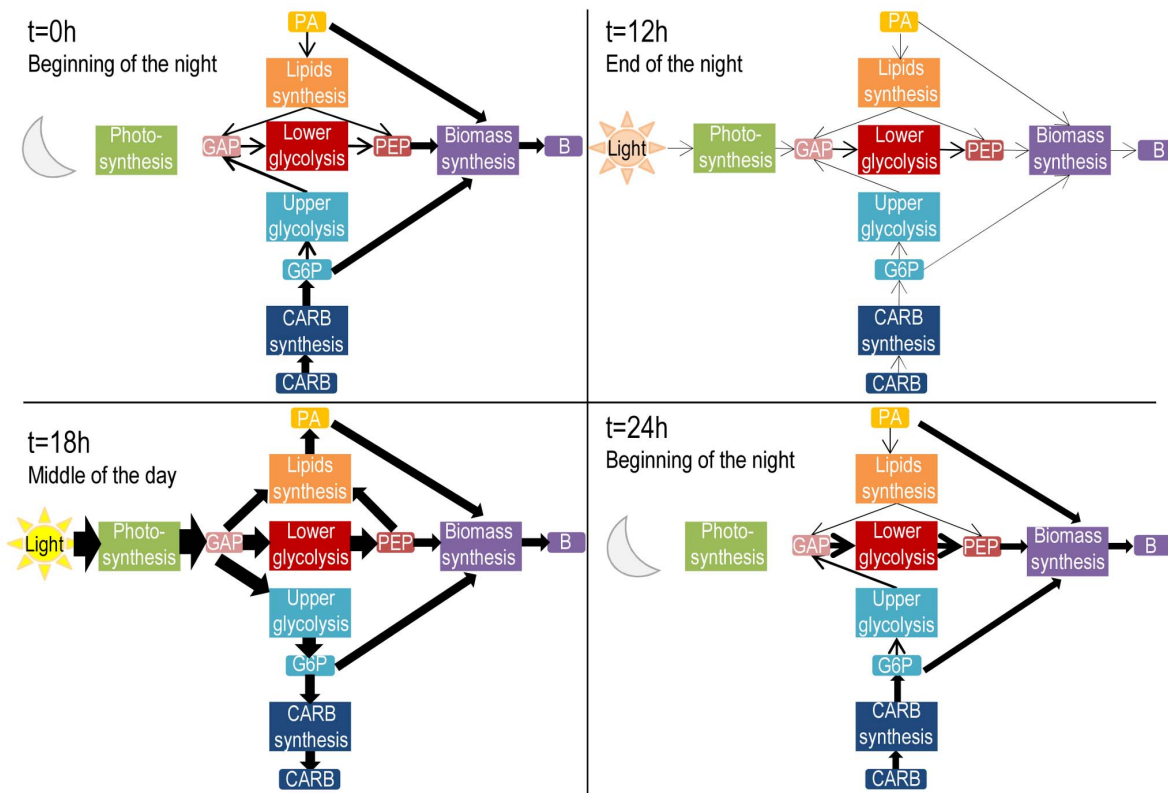 t=0h
Beginning of the night
PA
Lipids
synthesis
Photo-
synthesis
GAP
Lower
glycolysis
PEP
Biomass
synthesis
B
Upper
glycolysis
G6P
CARB
synthesis
CARB
t=12h
End of the night
PA
Lipids
synthesis
Light
Photo-
synthesis
GAP
Lower
glycolysis
PEP
Biomass
synthesis
B
Upper
glycolysis
G6P
CARB
synthesis
CARB
t=18h
Middle of the day
PA
Lipids
synthesis
Light
Photo-
synthesis
GAP
Lower
glycolysis
PEP
Biomass
synthesis
B
Upper
glycolysis
G6P
CARB
synthesis
CARB
t=24h
Beginning of the night
PA
Lipids
synthesis
Photo-
synthesis
GAP
Lower
glycolysis
PEP
Biomass
synthesis
B
Upper
glycolysis
G6P
CARB
synthesis
CARB